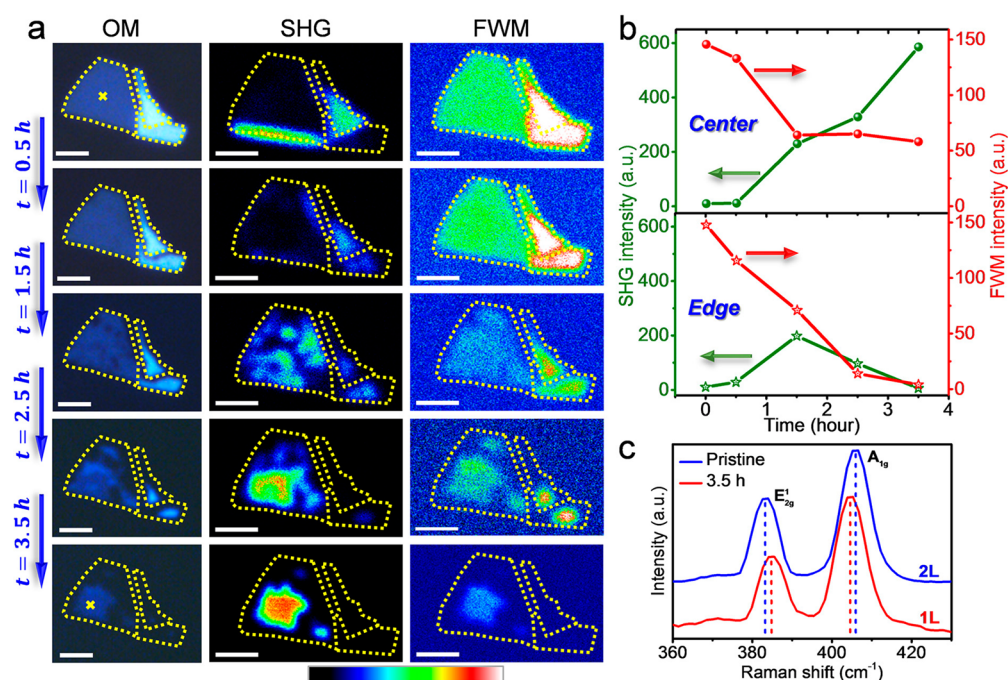 a
OM SHG FWM
t = 0.5 h
t = 1.5 h
t = 2.5 h
t = 3.5 h
b
600
400
200
0
600
400
200
0
SHG intensity (a.u.)
Center
Edge
150
100
50
0
150
100
50
0
FWM intensity (a.u.)
0 1 2 3 4
Time (hour)
c
Pristine
3.5 h
E¹₂g
A₁g
2L
1L
Intensity (a.u.)
360 380 400 420
Raman shift (cm⁻¹)